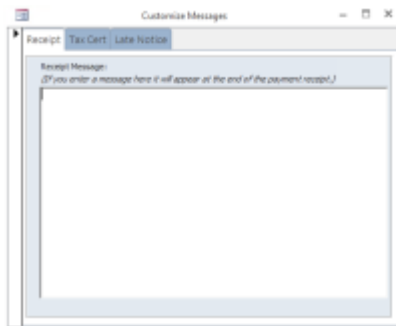 Customize Messages
Receipt Tax Cert Late Notice
Receipt Message:
(If you enter a message here it will appear at the end of the payment receipt.)